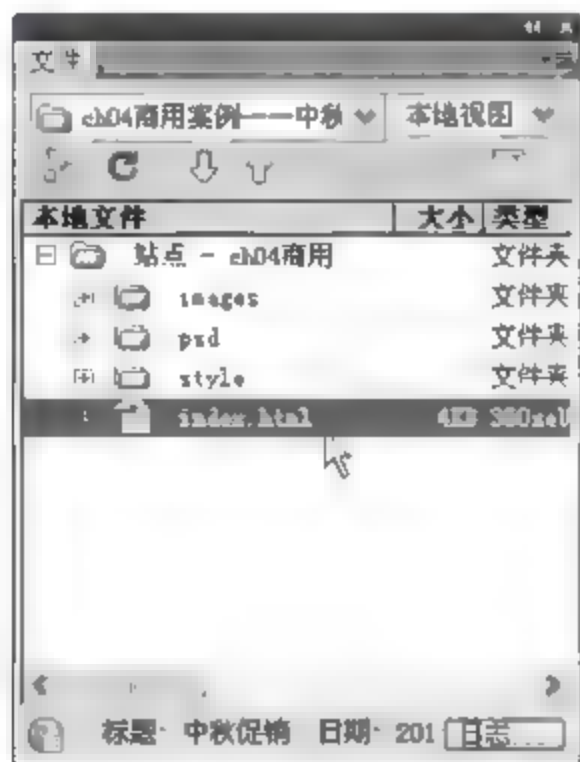 文件
ch04商用案例——中秋 本地视图
本地文件 大小 类型
站点 - ch04商用 文件夹
images 文件夹
psd 文件夹
style 文件夹
index.html 4KB 360seU
标题: 中秋促销 日期: 201 日志...